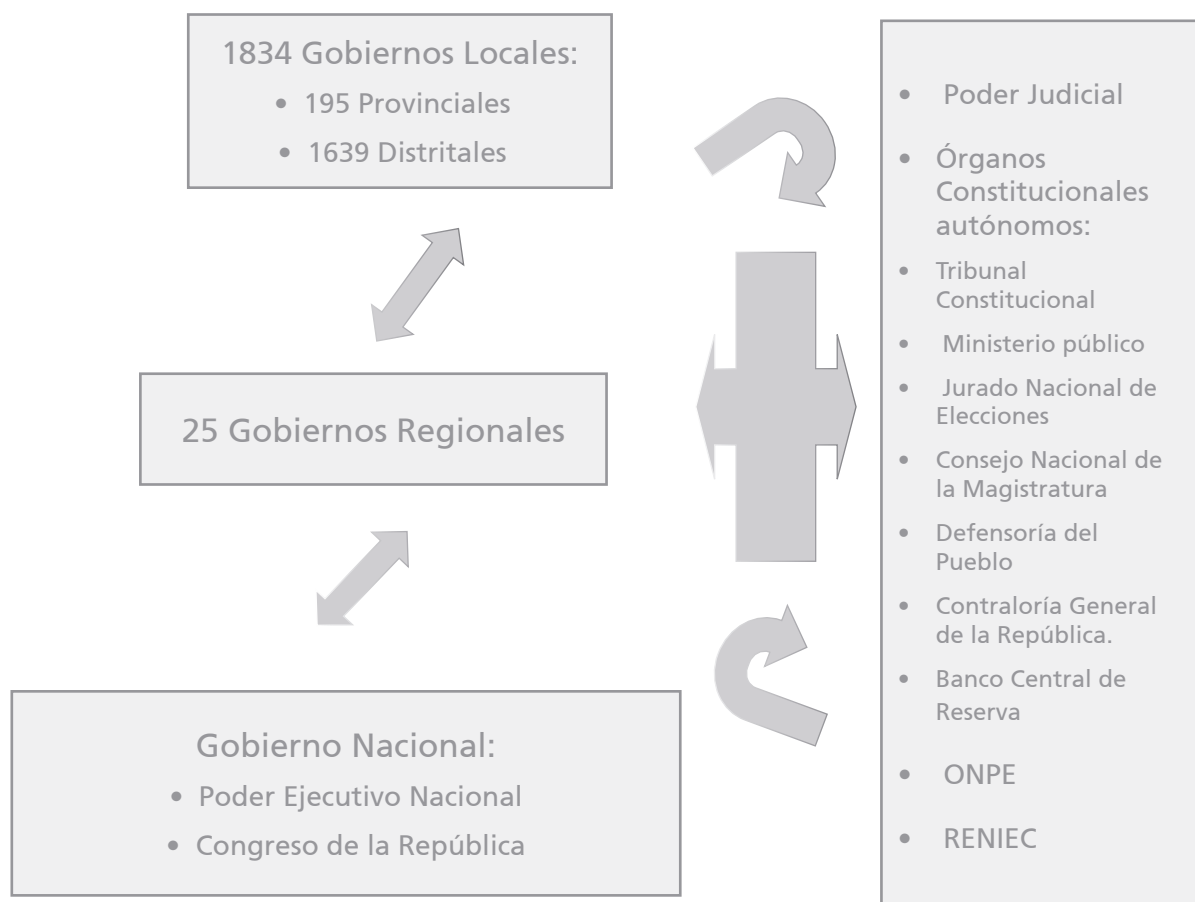 1834 Gobiernos Locales:
• 195 Provinciales
• 1639 Distritales
25 Gobiernos Regionales
Gobierno Nacional:
• Poder Ejecutivo Nacional
• Congreso de la República
• Poder Judicial
• Órganos
Constitucionales
autónomos:
• Tribunal
Constitucional
• Ministerio público
• Jurado Nacional de
Elecciones
• Consejo Nacional de
la Magistratura
• Defensoría del
Pueblo
• Contraloría General
de la República.
• Banco Central de
Reserva
• ONPE
• RENIEC